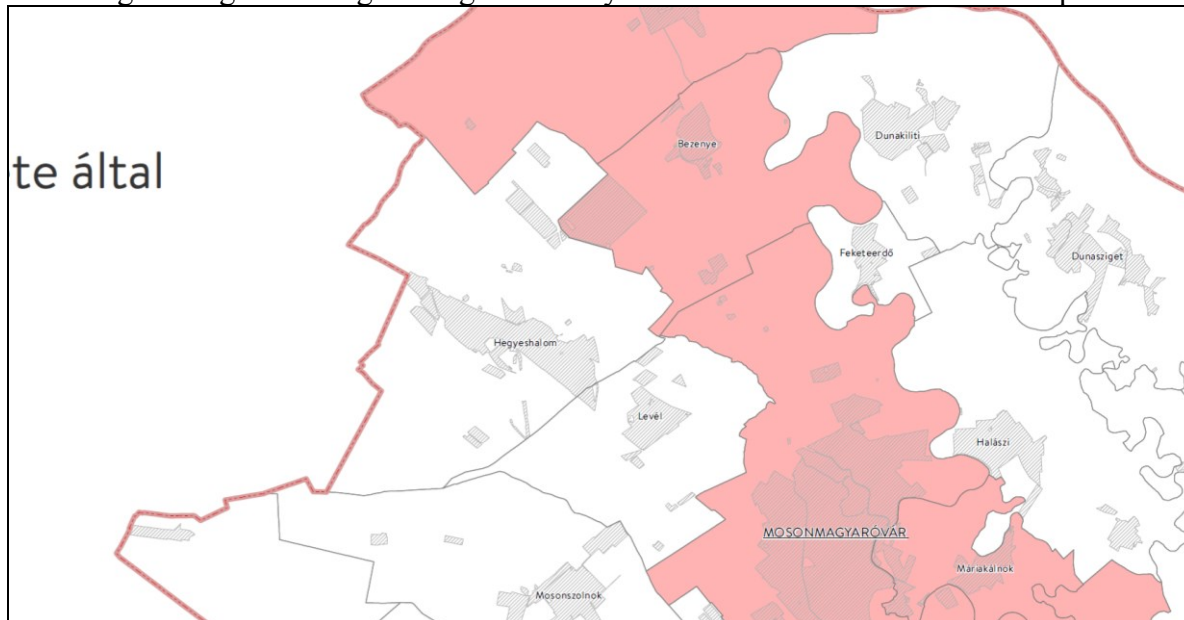 Bezenye
Dunakiliti
te által
Feketeerdő
Dunasziget
Hegyeshalom
Levél
Halászi
MOSONMAGYARÓVÁR
Máriakálnok
Mosonszolnok